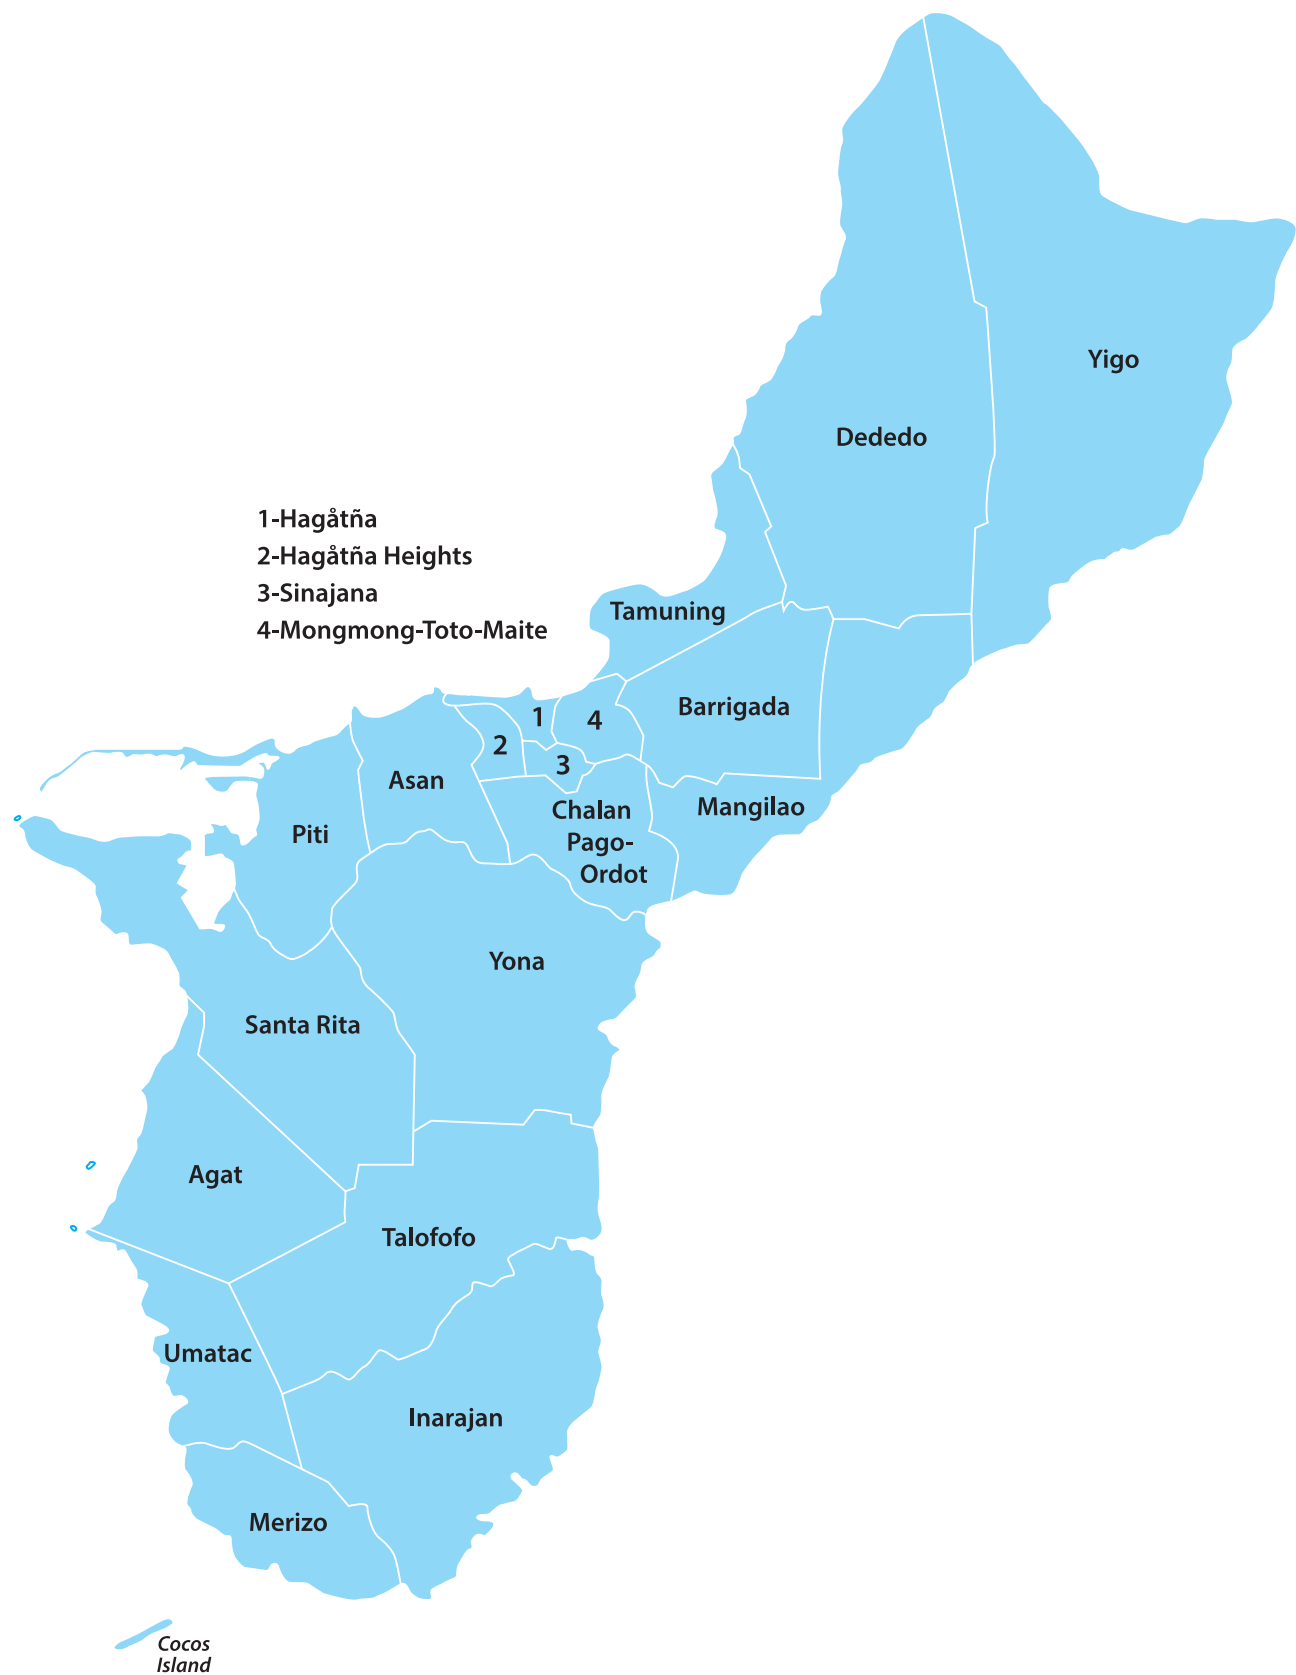 Yigo
Dededo
1-Hagåtña
2-Hagåtña Heights
3-Sinajana
4-Mongmong-Toto-Maite
Tamuning
Barrigada
1
4
2
3
Asan
Mangilao
Chalan
Pago-
Ordot
Piti
Yona
Santa Rita
Agat
Talofofo
Umatac
Inarajan
Merizo
Cocos
Island